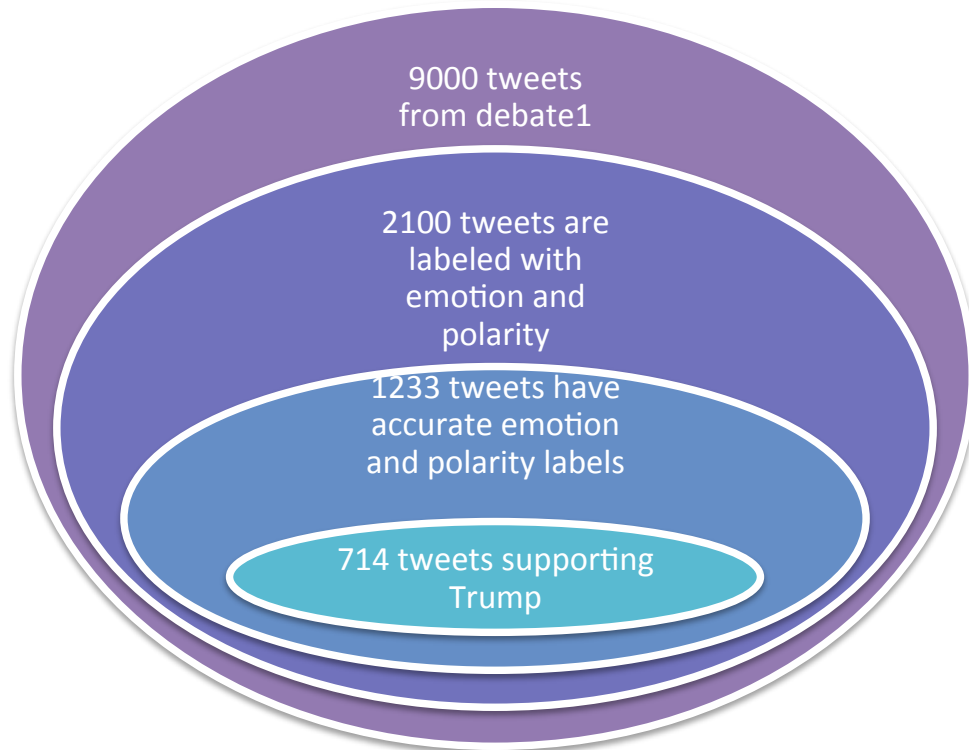 9000 tweets
from debate1
2100 tweets are
labeled with
emotion and
polarity
1233 tweets have
accurate emotion
and polarity labels
714 tweets supporting
Trump